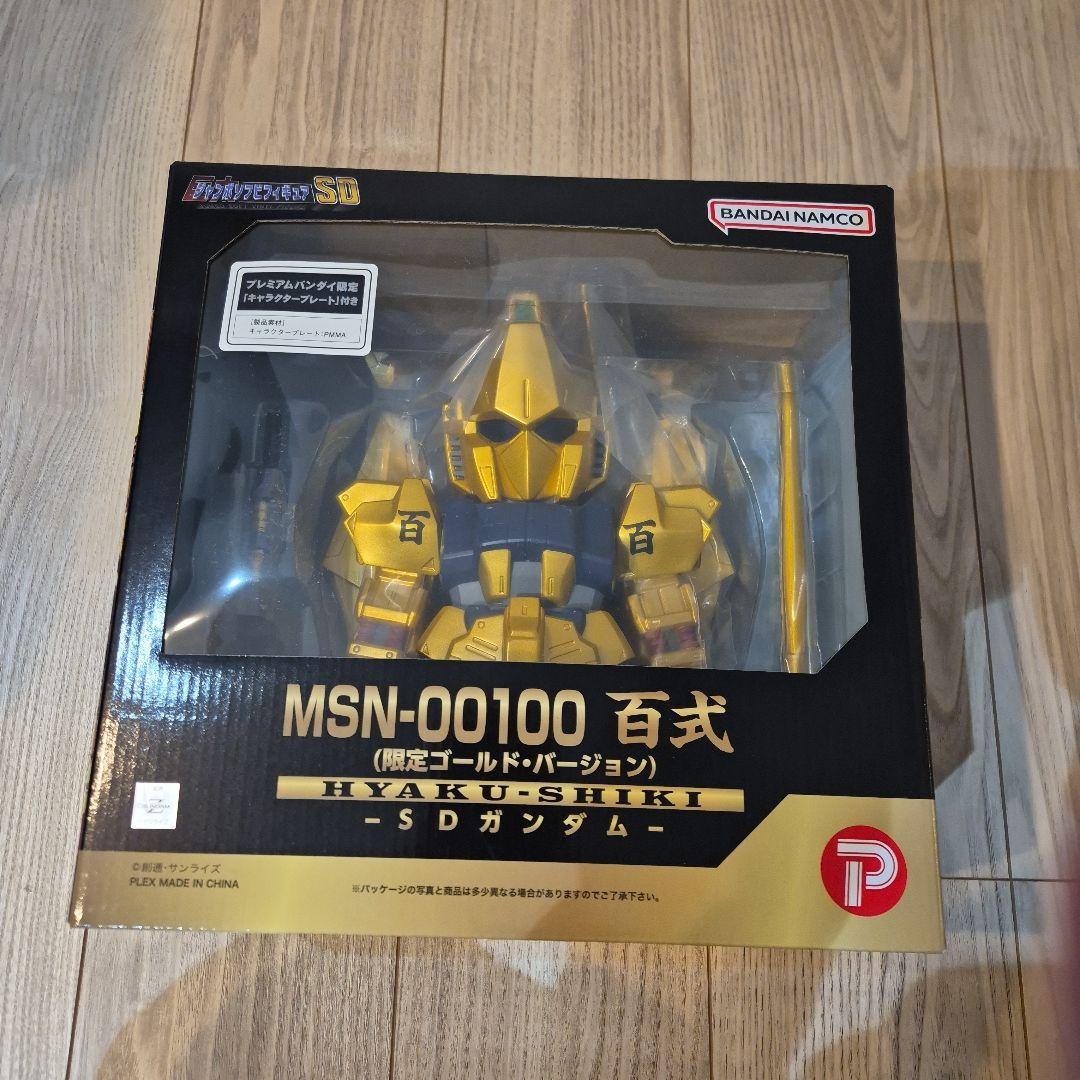 ジャンボソフビフィギュアSD
BANDAI NAMCO
プレミアムバンダイ限定
「キャラクタープレート」付き
[製品素材]
キャラクタープレート:PMMA
百
百
MSN-00100 百式
(限定ゴールド・バージョン)
HYAKU-SHIKI
–SDガンダム–
©創通・サンライズ
PLEX MADE IN CHINA
※パッケージの写真と商品は多少異なる場合がありますのでご了承下さい。
P